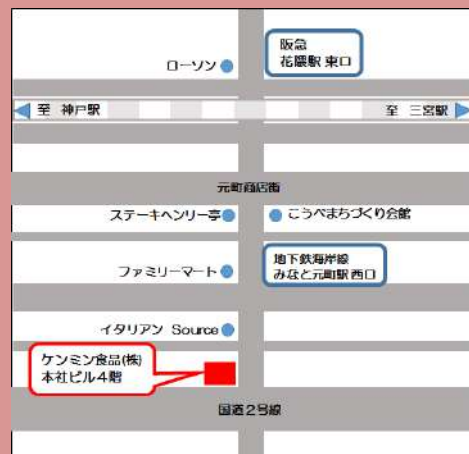 阪急
花隈駅 東口
ローソン
至 神戸駅
至 三宮駅
元町商店街
ステーキヘンリー亭
こうべまちづくり会館
地下鉄海岸線
みなと元町駅西口
ファミリーマート
イタリアン Source
ケンミン食品(株)
本社ビル4階
国道2号線